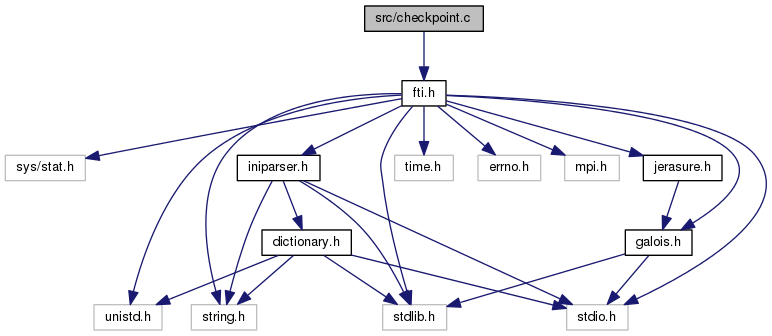 src/checkpoint.c
fti.h
sys/stat.h
iniparser.h
time.h
errno.h
mpi.h
jerasure.h
dictionary.h
galois.h
unistd.h
string.h
stdlib.h
stdio.h